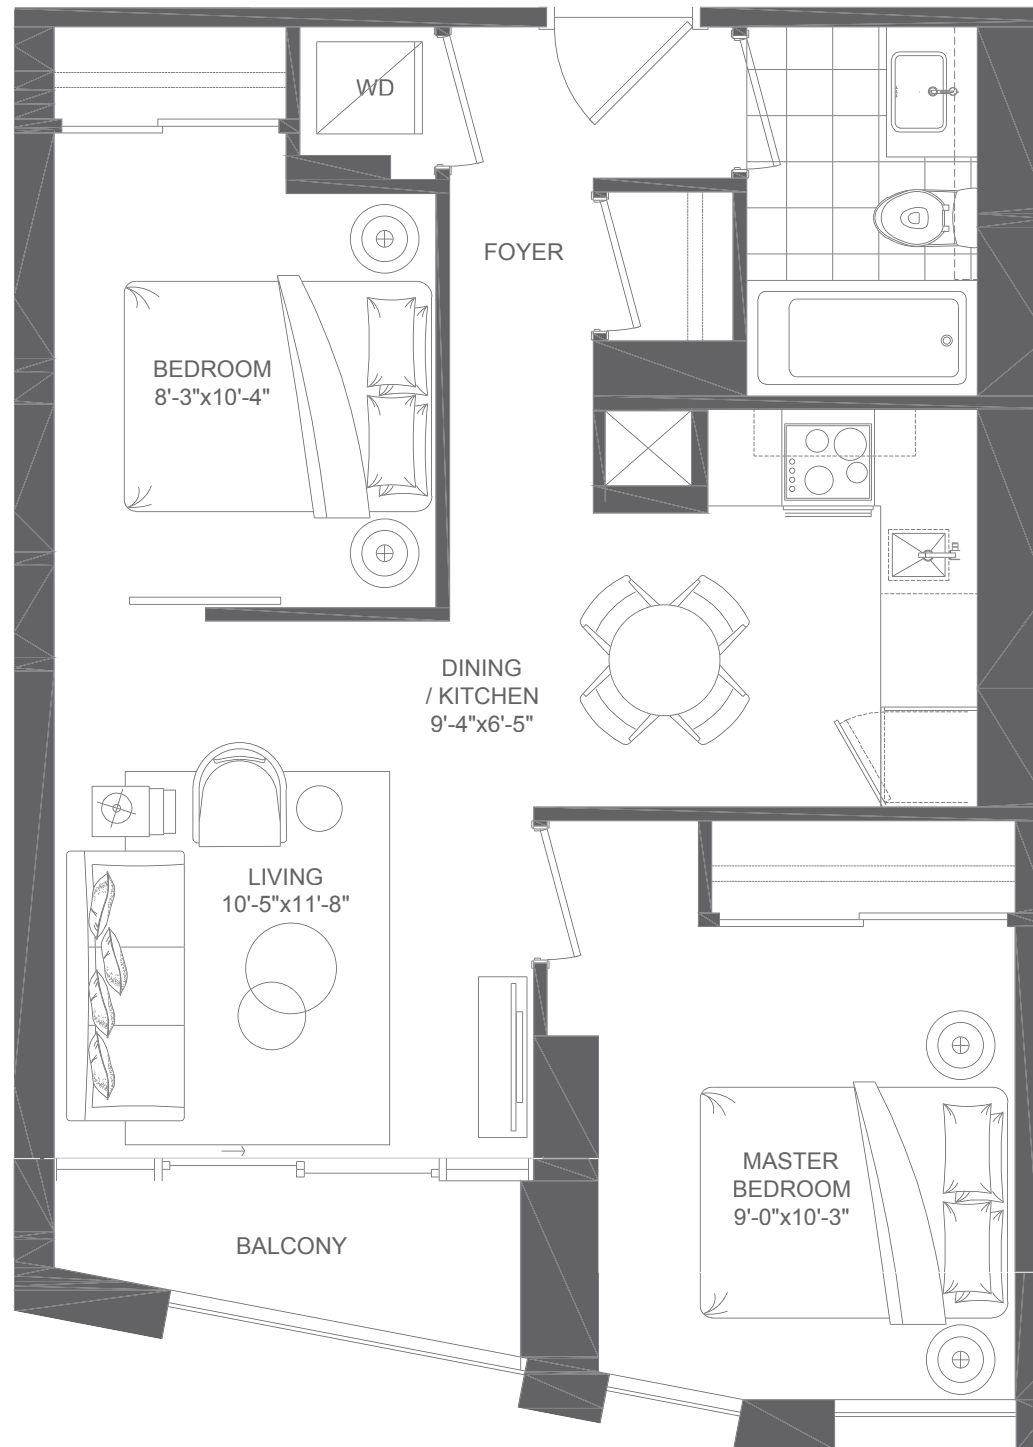 WD
FOYER
BEDROOM
8'-3"x10'-4"
DINING
/ KITCHEN
9'-4"x6'-5"
LIVING
10'-5"x11'-8"
MASTER
BEDROOM
9'-0"x10'-3"
BALCONY